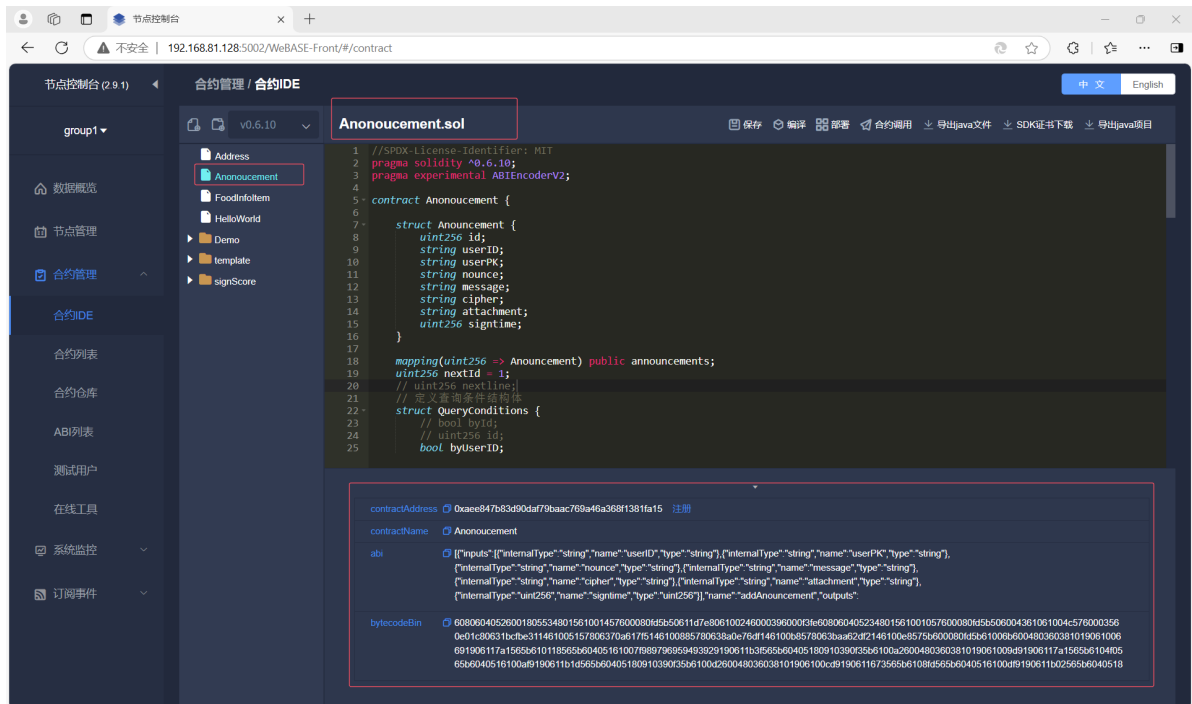 节点控制台
不安全 | 192.168.81.128:5002/WeBASE-Front/#/contract
节点控制台 (2.9.1)
合约管理 / 合约IDE
中 文
English
group1
v0.6.10
Anonoucement.sol
保存
编译
部署
合约调用
导出java文件
SDK证书下载
导出java项目
数据概览
节点管理
合约管理
合约IDE
合约列表
合约仓库
ABI列表
测试用户
在线工具
系统监控
订阅事件
Address
Anonoucement
FoodInfoItem
HelloWorld
Demo
template
signScore
1 //SPDX-License-Identifier: MIT
2 pragma solidity ^0.6.10;
3 pragma experimental ABIEncoderV2;
4
5 contract Anonoucement {
6
7 struct Anouncement {
8 uint256 id;
9 string userID;
10 string userPK;
11 string nounce;
12 string message;
13 string cipher;
14 string attachment;
15 uint256 signtime;
16 }
17
18 mapping(uint256 => Anouncement) public announcements;
19 uint256 nextId = 1;
20 // uint256 nextline;
21 // 定义查询条件结构体
22 struct QueryConditions {
23 // bool byId;
24 // uint256 id;
25 bool byUserID;
contractAddress 0xaee847b83d90daf79baac769a46a368f1381fa15 注册
contractName Anonoucement
abi [{"inputs":[{"internalType":"string","name":"userID","type":"string"},{"internalType":"string","name":"userPK","type":"string"},
{"internalType":"string","name":"nounce","type":"string"},{"internalType":"string","name":"message","type":"string"},
{"internalType":"string","name":"cipher","type":"string"},{"internalType":"string","name":"attachment","type":"string"},
{"internalType":"uint256","name":"signtime","type":"uint256"}],"name":"addAnouncement","outputs":
bytecodeBin